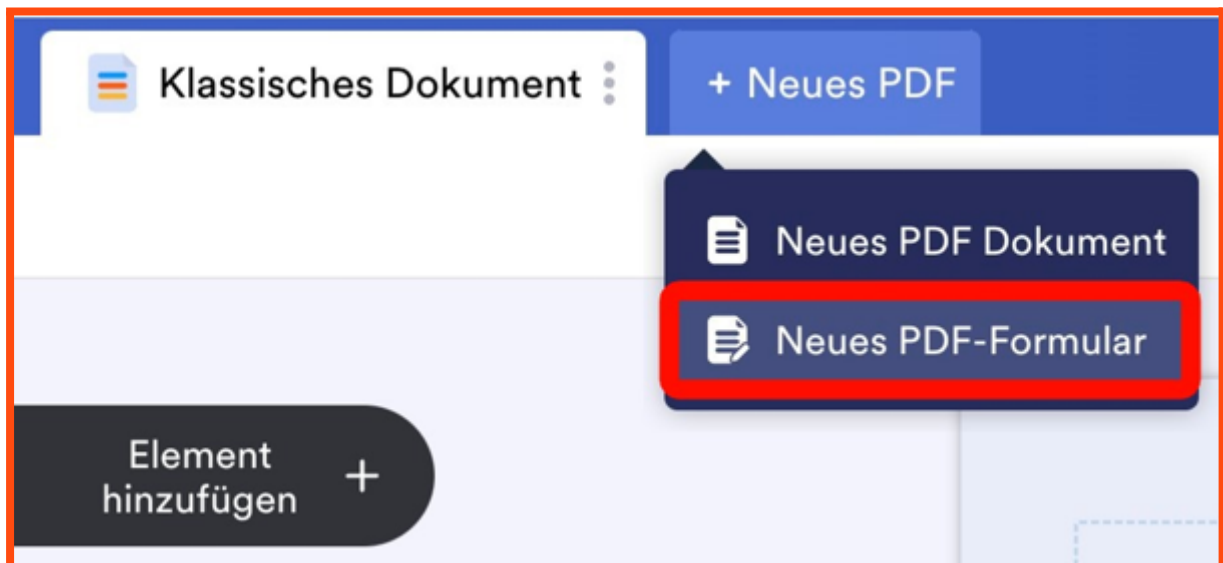 Klassisches Dokument
+ Neues PDF
Neues PDF Dokument
Neues PDF-Formular
Element
hinzufügen +